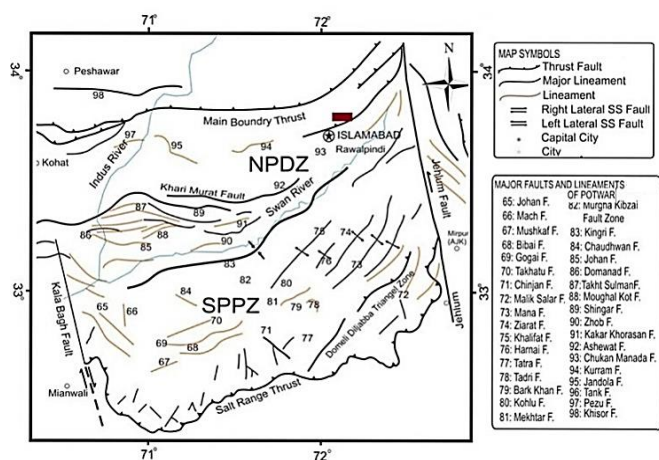 71°
72°
34°
Peshawar
98
Main Boundry Thrust
N
ISLAMABAD
Rawalpindi
97
95
94
93
Kohat
Indus River
NPDZ
Khari Murat Fault
92
Swan River
Jehlum Fault
Mirpur
(AJK)
87
89
91
86
88
85
90
75
74
83
76
73
33°
82
80
SPPZ
84
81
79
78
72
65
66
70
71
77
69
68
67
Kala Bagh Fault
Domeli Diljabba Triangel Zone
jehlum
Mianwali
Salt Range Thrust
33°
34°
71°
72°
MAP SYMBOLS
Thrust Fault
Major Lineament
Lineament
Right Lateral SS Fault
Left Lateral SS Fault
Capital City
City
MAJOR FAULTS AND LINEAMENTS
OF POTWAR
65: Johan F.
66: Mach F.
67: Mushkaf F.
68: Bibai F.
69: Gogai F.
70: Takhatu F.
71: Chinjan F.
72: Malik Salar F.
73: Mana F.
74: Ziarat F.
75: Khalifat F.
76: Harnai F.
77: Tatra F.
78: Tadri F.
79: Bark Khan F.
80: Kohlu F.
81: Mekhtar F.
82: Murgha Kibzai
Fault Zone
83: Kingri F.
84: Chaudhwan F.
85: Johan F.
86: Domanad F.
87: Takht SulmanF.
88: Moughal Kot F.
89: Shingar F.
90: Zhob F.
91: Kakar Khorasan F.
92: Ashewat F.
93: Chukan Manada F.
94: Kurram F.
95: Jandola F.
96: Tank F.
97: Pezu F.
98: Khisor F.